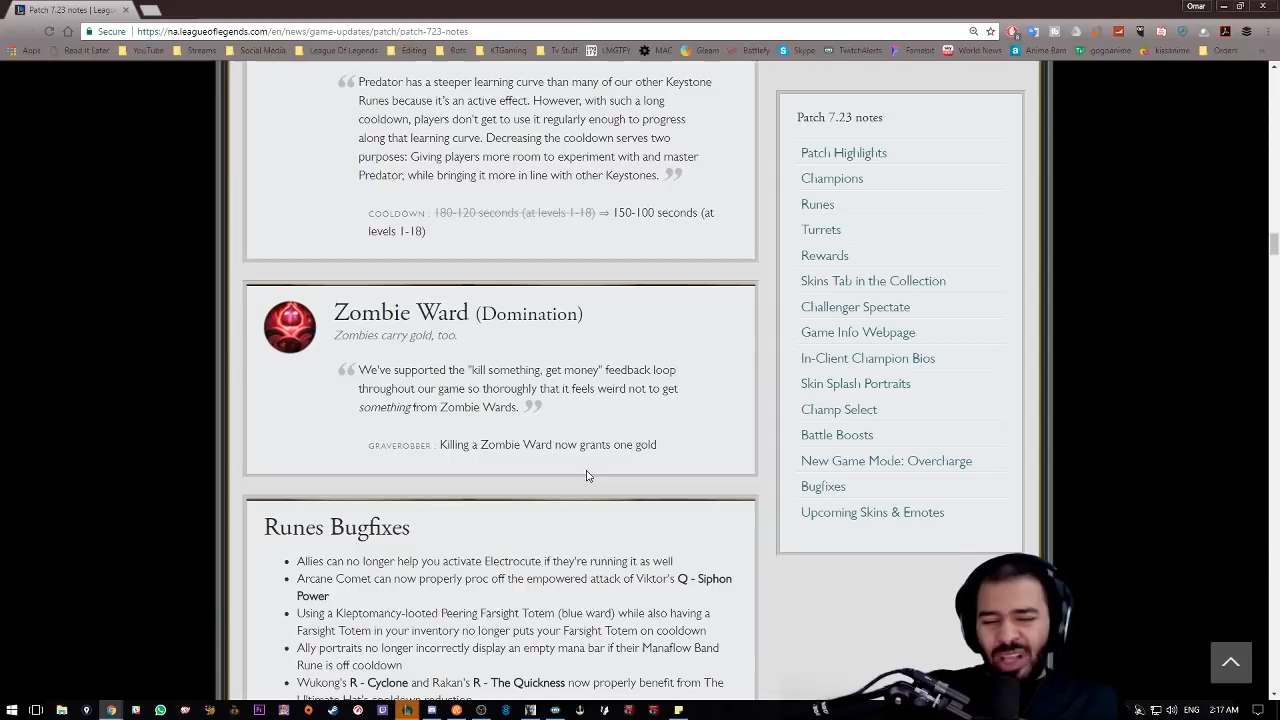 Patch 7.23 notes | Leagu
Omar
Secure | https://na.leagueoflegends.com/en/news/game-updates/patch/patch-723-notes
Apps Read It Later YouTube Streams Social Media League Of Legends Editing Bots KTGaming Tv Stuff LMGTFY MAC Gleam Battlefy Skype TwitchAlerts Famebit World News Anime Bam gogoanime kissanime Orders
Predator has a steeper learning curve than many of our other Keystone
Runes because it's an active effect. However, with such a long
cooldown, players don't get to use it regularly enough to progress
along that learning curve. Decreasing the cooldown serves two
purposes: Giving players more room to experiment with and master
Predator, while bringing it more in line with other Keystones.
COOLDOWN : 180-120 seconds (at levels 1-18) ⇒ 150-100 seconds (at
levels 1-18)
Zombie Ward (Domination)
Zombies carry gold, too.
We've supported the "kill something, get money" feedback loop
throughout our game so thoroughly that it feels weird not to get
something from Zombie Wards.
GRAVEROBBER : Killing a Zombie Ward now grants one gold
Runes Bugfixes
Allies can no longer help you activate Electrocute if they're running it as well
Arcane Comet can now properly proc off the empowered attack of Viktor's Q - Siphon
Power
Using a Kleptomancy-looted Peering Farsight Totem (blue ward) while also having a
Farsight Totem in your inventory no longer puts your Farsight Totem on cooldown
Ally portraits no longer incorrectly display an empty mana bar if their Manaflow Band
Rune is off cooldown
Wukong's R - Cyclone and Rakan's R - The Quickness now properly benefit from The
Ultimate Hat's cooldown reduction
Patch 7.23 notes
Patch Highlights
Champions
Runes
Turrets
Rewards
Skins Tab in the Collection
Challenger Spectate
Game Info Webpage
In-Client Champion Bios
Skin Splash Portraits
Champ Select
Battle Boosts
New Game Mode: Overcharge
Bugfixes
Upcoming Skins & Emotes
ENG 2:17 AM